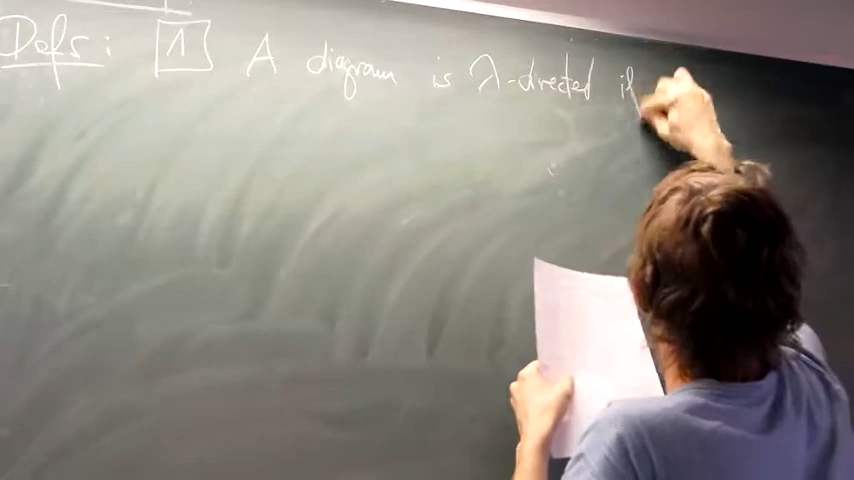 Defs: 1 A diagram is λ-directed if